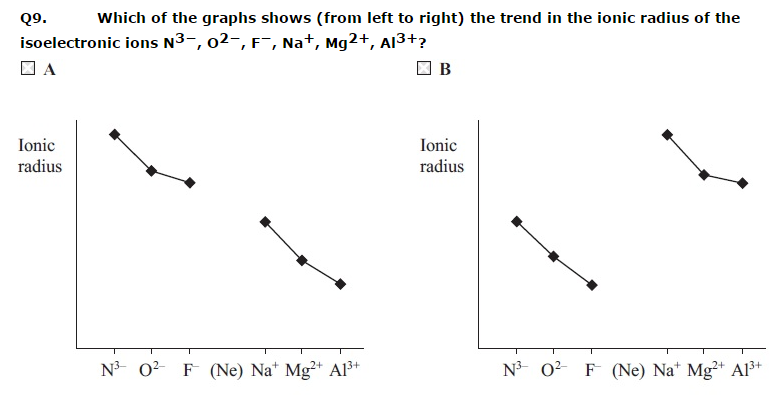 Q9. Which of the graphs shows (from left to right) the trend in the ionic radius of the
isoelectronic ions N³⁻, O²⁻, F⁻, Na⁺, Mg²⁺, Al³⁺?
A
B
Ionic
radius
N³⁻ O²⁻ F⁻ (Ne) Na⁺ Mg²⁺ Al³⁺
Ionic
radius
N³⁻ O²⁻ F⁻ (Ne) Na⁺ Mg²⁺ Al³⁺